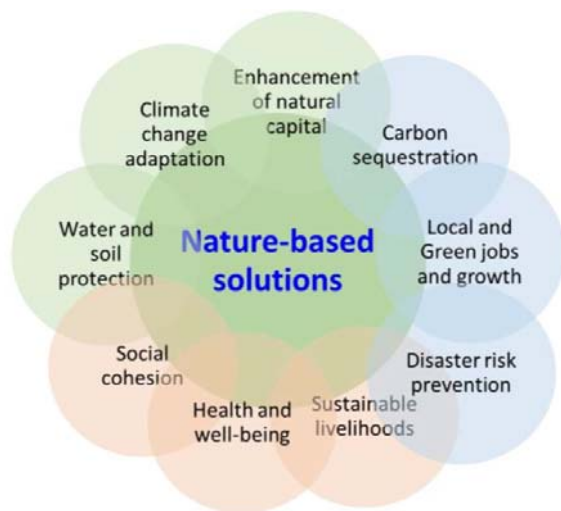 Enhancement
of natural
capital
Carbon
sequestration
Local and
Green jobs
and growth
Disaster risk
prevention
Sustainable
livelihoods
Health and
well-being
Social
cohesion
Water and
soil
protection
Climate
change
adaptation
Nature-based
solutions